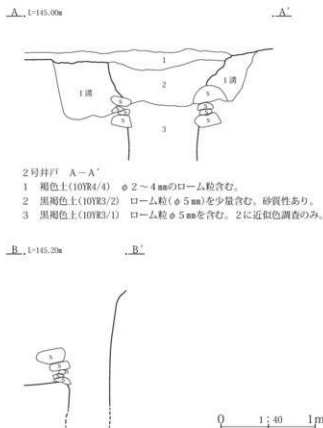 A L=145.00m A′
1
1溝
2
1溝
S
S
S
S
S
3
2号井戸 A－A′
1 褐色土(10YR4/4) φ2～4㎜のローム粒含む。
2 黒褐色土(10YR3/2) ローム粒(φ5㎜)を少量含む。砂質性あり。
3 黒褐色土(10YR3/1) ローム粒φ5㎜を含む。2に近似色調査のみ。
B L=145.20m B′
S
S
0 1:40 1m